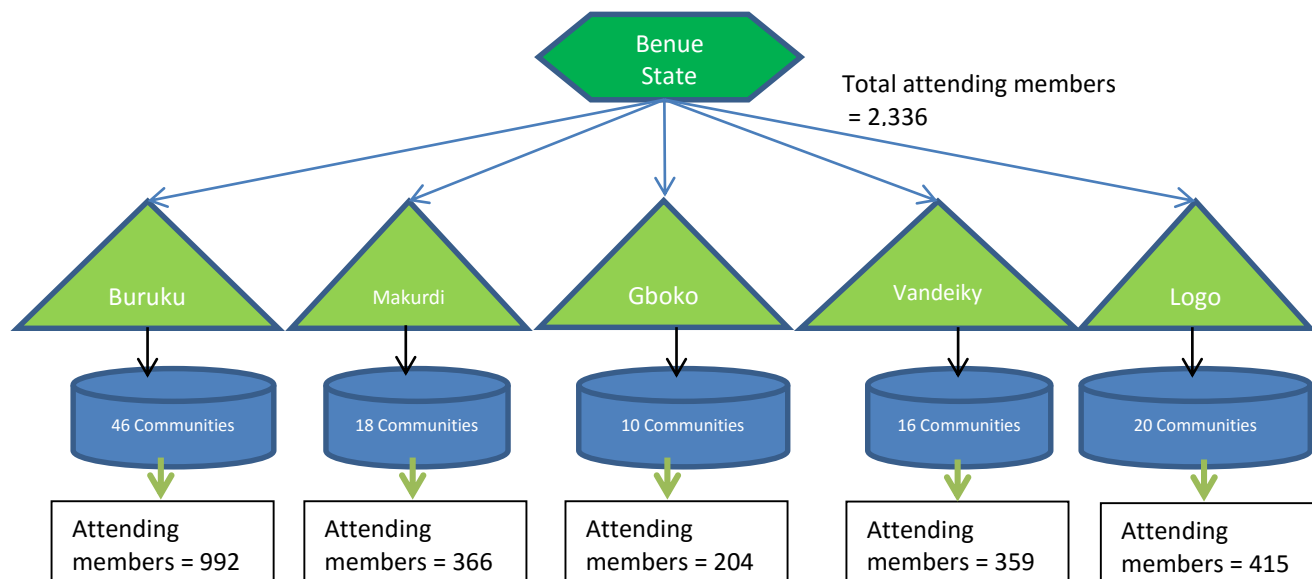 Benue
State
Total attending members
= 2.336
Buruku
Makurdi
Gboko
Vandeiky
Logo
46 Communities
18 Communities
10 Communities
16 Communities
20 Communities
Attending
members = 992
Attending
members = 366
Attending
members = 204
Attending
members = 359
Attending
members = 415